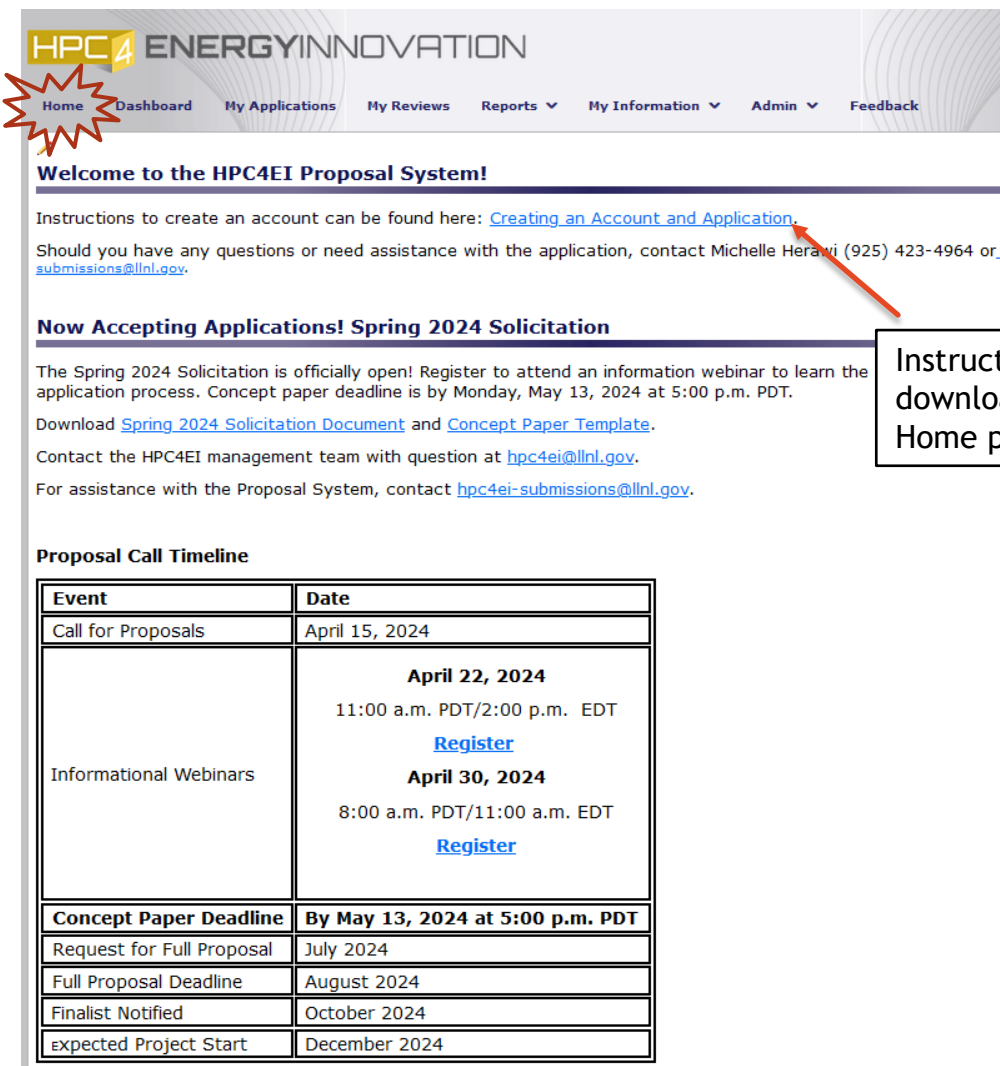 HPC4 ENERGYINNOVATION
Home Dashboard My Applications My Reviews Reports My Information Admin Feedback
Welcome to the HPC4EI Proposal System!
Instructions to create an account can be found here: Creating an Account and Application.
Should you have any questions or need assistance with the application, contact Michelle Herawi (925) 423-4964 or
submissions@llnl.gov.
Now Accepting Applications! Spring 2024 Solicitation
The Spring 2024 Solicitation is officially open! Register to attend an information webinar to learn the
application process. Concept paper deadline is by Monday, May 13, 2024 at 5:00 p.m. PDT.
Download Spring 2024 Solicitation Document and Concept Paper Template.
Contact the HPC4EI management team with question at hpc4ei@llnl.gov.
For assistance with the Proposal System, contact hpc4ei-submissions@llnl.gov.
Home p
Proposal Call Timeline
Event Date
Call for Proposals April 15, 2024
April 22, 2024
11:00 a.m. PDT/2:00 p.m. EDT
Register
Informational Webinars April 30, 2024
8:00 a.m. PDT/11:00 a.m. EDT
Register
Concept Paper Deadline By May 13, 2024 at 5:00 p.m. PDT
Request for Full Proposal July 2024
Full Proposal Deadline August 2024
Finalist Notified October 2024
Expected Project Start December 2024